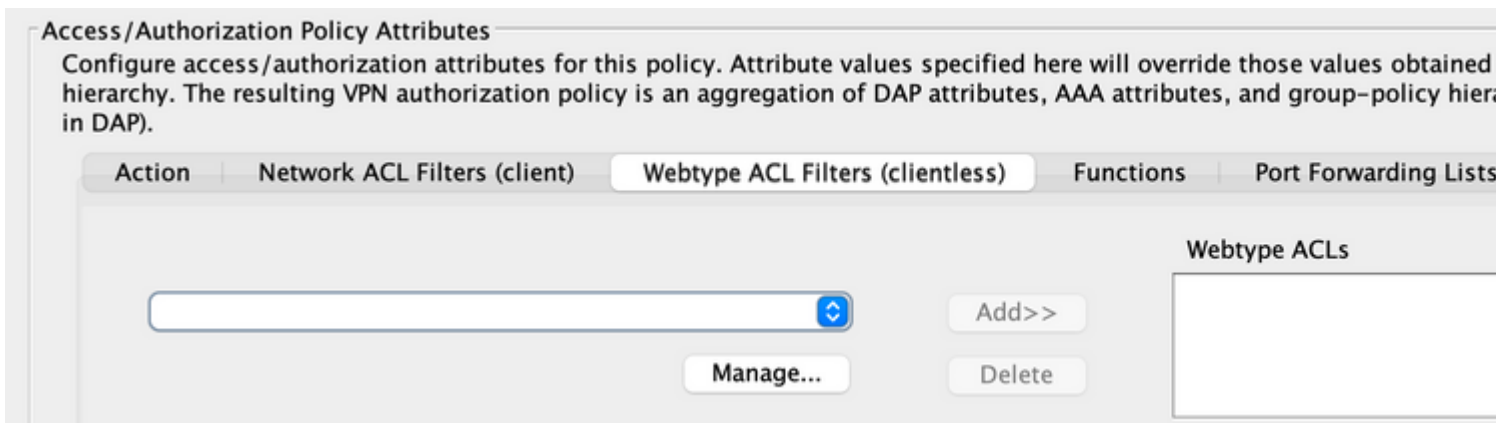 Access/Authorization Policy Attributes
Configure access/authorization attributes for this policy. Attribute values specified here will override those values obtained
hierarchy. The resulting VPN authorization policy is an aggregation of DAP attributes, AAA attributes, and group-policy
in DAP).
Action Network ACL Filters (client) Webtype ACL Filters (clientless) Functions Port Forwarding Lists
Webtype ACLs
Add>>
Manage... Delete